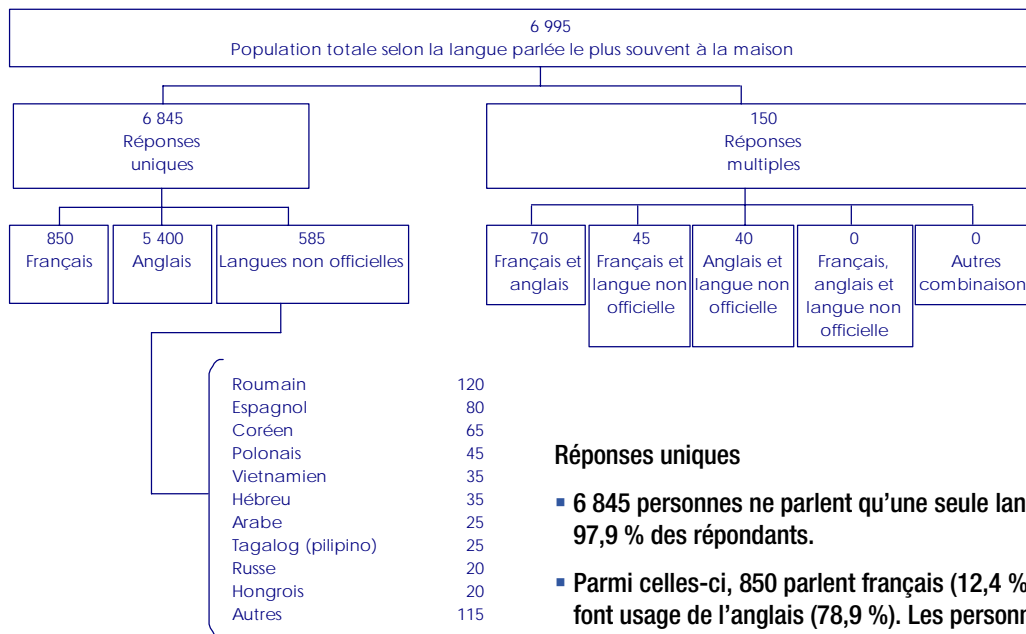 6 995
Population totale selon la langue parlée le plus souvent à la maison
6 845
Réponses
uniques
150
Réponses
multiples
850
Français
5 400
Anglais
585
Langues non officielles
70
Français et
anglais
45
Français et
langue non
officielle
40
Anglais et
langue non
officielle
0
Français,
anglais et
langue non
officielle
0
Autres
combinaison
Roumain 120
Espagnol 80
Coréen 65
Polonais 45
Vietnamien 35
Hébreu 35
Arabe 25
Tagalog (pilipino) 25
Russe 20
Hongrois 20
Autres 115
Réponses uniques
▪ 6 845 personnes ne parlent qu’une seule lan
97,9 % des répondants.
▪ Parmi celles-ci, 850 parlent français (12,4 %
font usage de l’anglais (78,9 %). Les personn